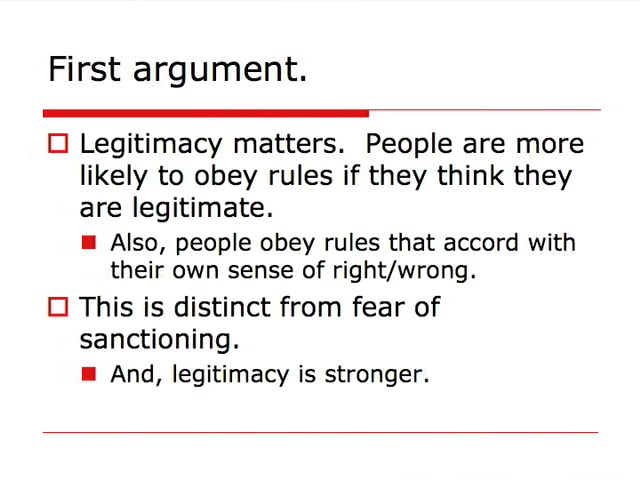 First argument.
Legitimacy matters.  People are more
likely to obey rules if they think they
are legitimate.
Also, people obey rules that accord with
their own sense of right/wrong.
This is distinct from fear of
sanctioning.
And, legitimacy is stronger.